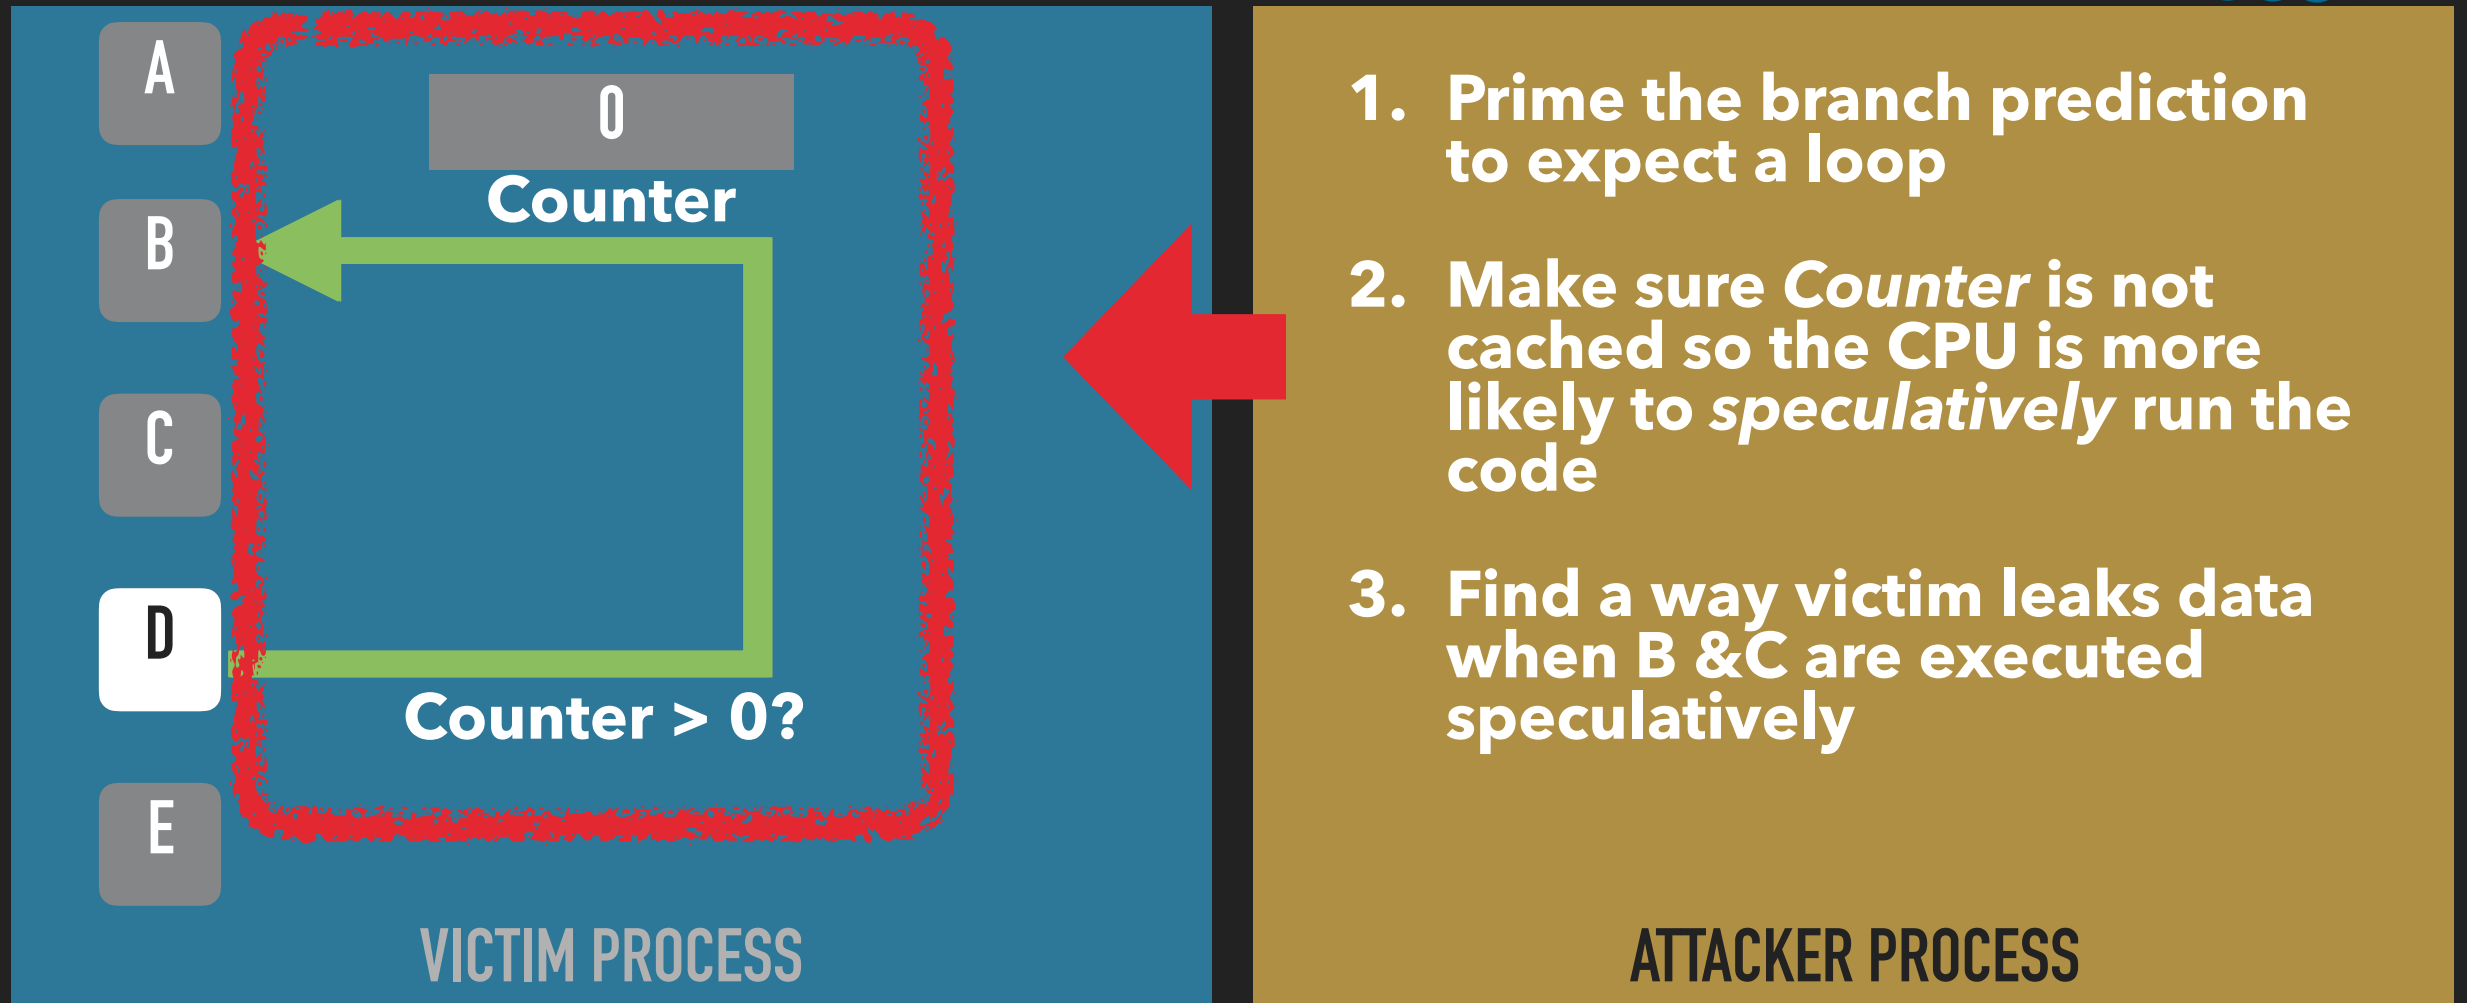 A
0
Counter
B
C
D
Counter > 0?
E
VICTIM PROCESS
1. Prime the branch prediction
to expect a loop
2. Make sure Counter is not
cached so the CPU is more
likely to speculatively run the
code
3. Find a way victim leaks data
when B &C are executed
speculatively
ATTACKER PROCESS